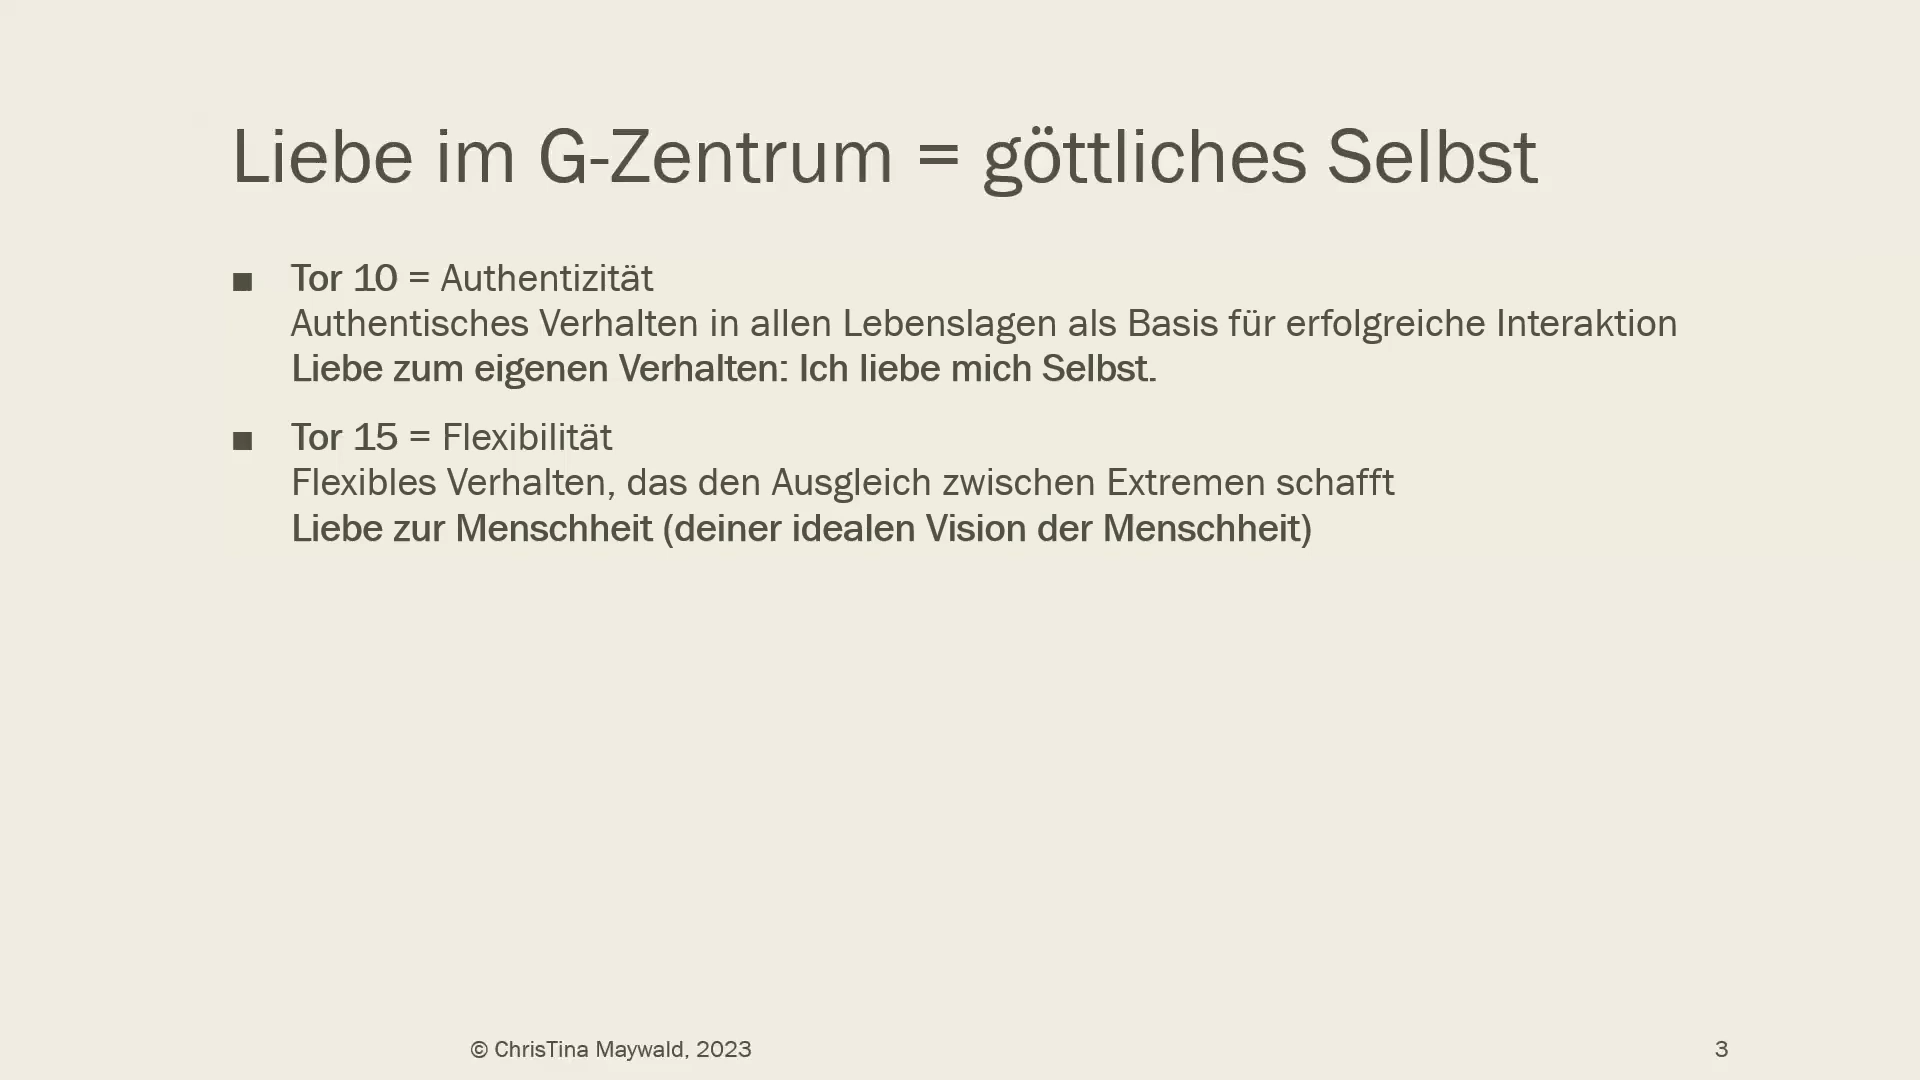 Liebe im G-Zentrum = göttliches Selbst
■ Tor 10 = Authentizität
Authentisches Verhalten in allen Lebenslagen als Basis für erfolgreiche Interaktion
Liebe zum eigenen Verhalten: Ich liebe mich Selbst.
■ Tor 15 = Flexibilität
Flexibles Verhalten, das den Ausgleich zwischen Extremen schafft
Liebe zur Menschheit (deiner idealen Vision der Menschheit)
© ChrisTina Maywald, 2023
3